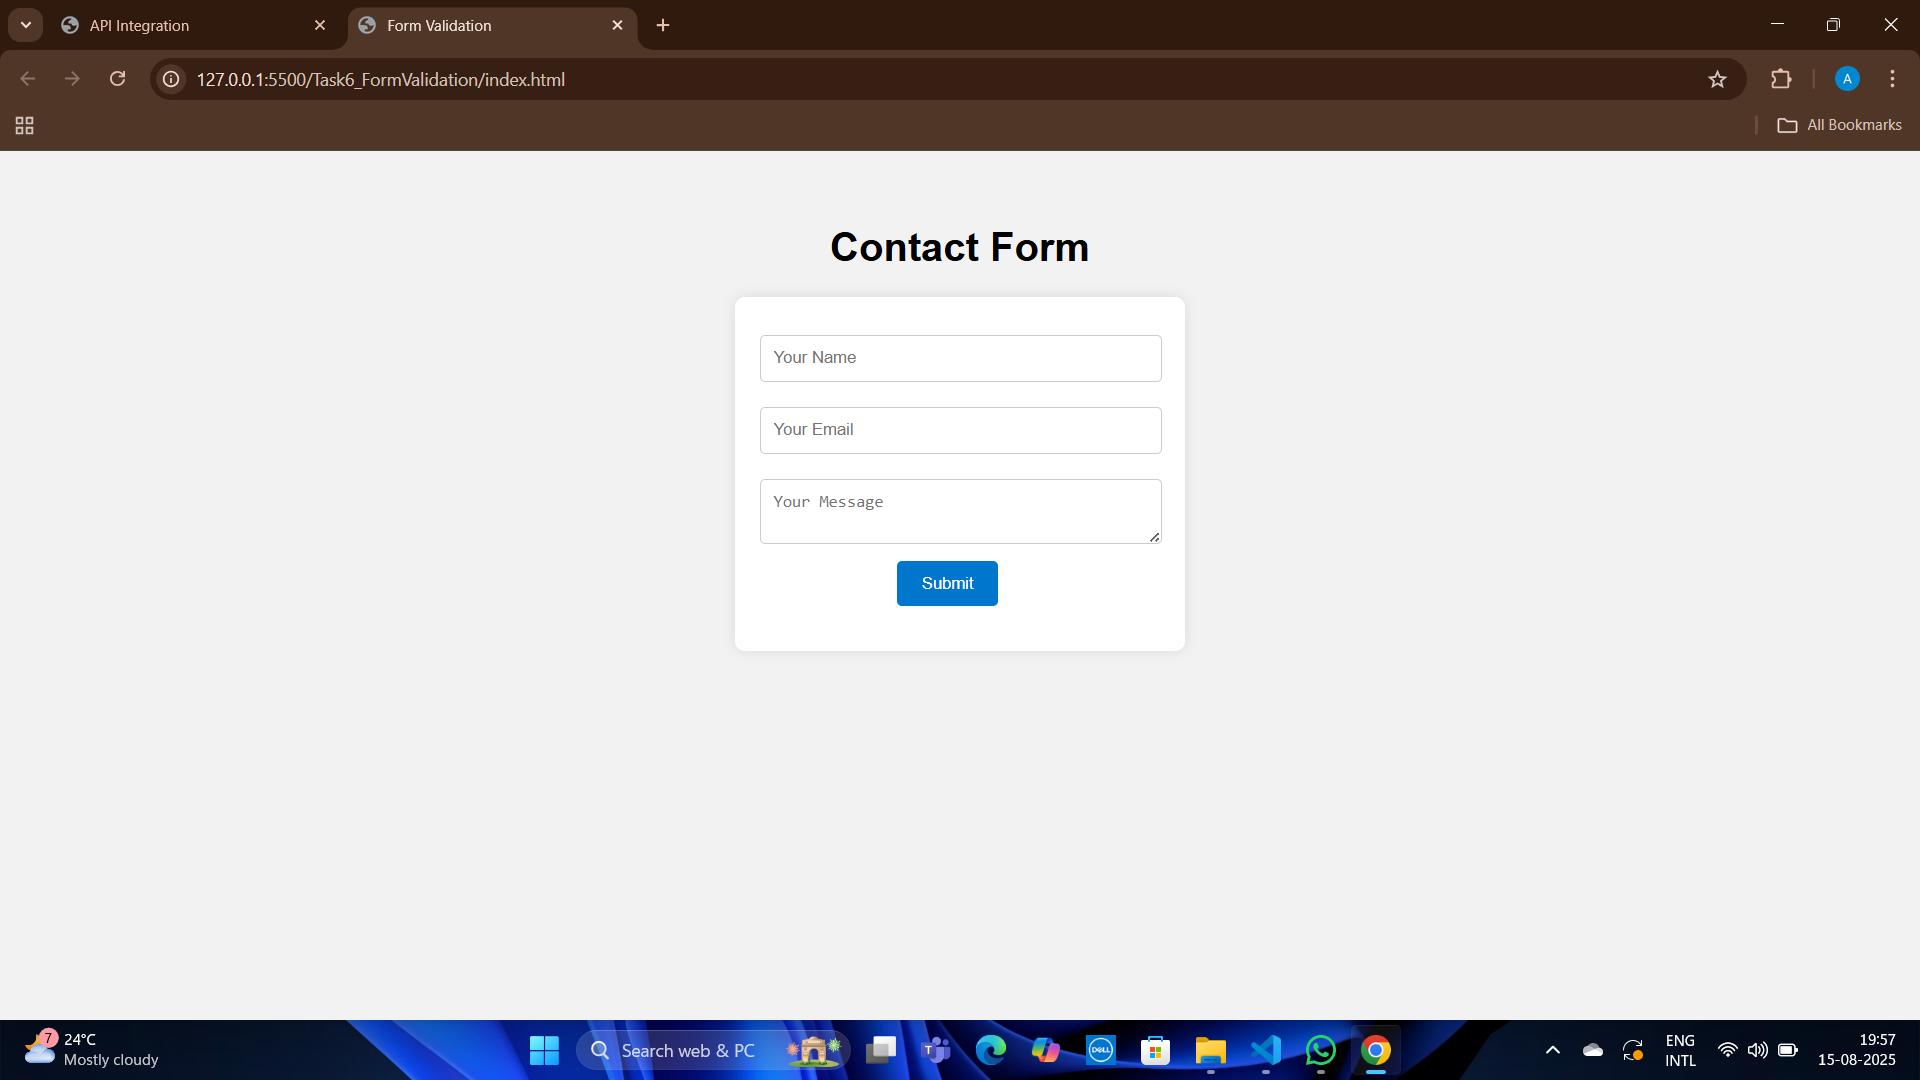 API Integration
Form Validation
127.0.0.1:5500/Task6_FormValidation/index.html
A
All Bookmarks
Contact Form
Your Name
Your Email
Your Message
Submit
7
24°C
Mostly cloudy
Search web & PC
T
DELL
ENG
INTL
19:57
15-08-2025